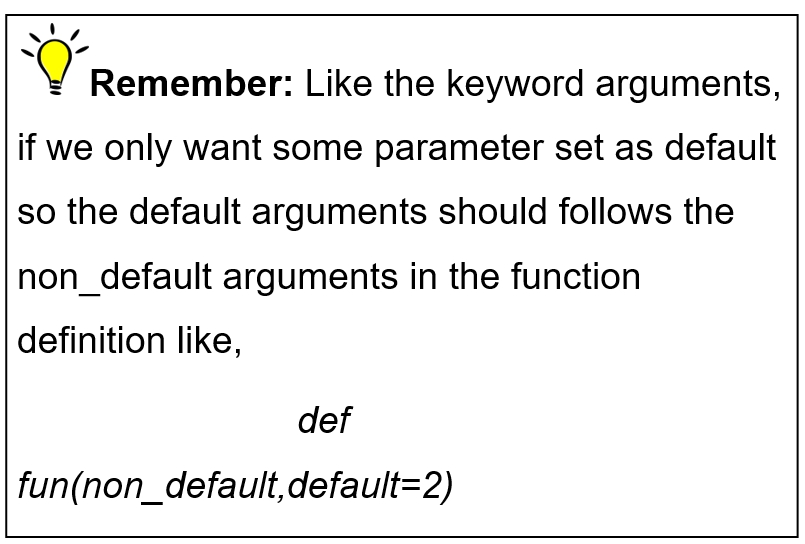 Remember: Like the keyword arguments,
if we only want some parameter set as default
so the default arguments should follows the
non_default arguments in the function
definition like,
def
fun(non_default,default=2)